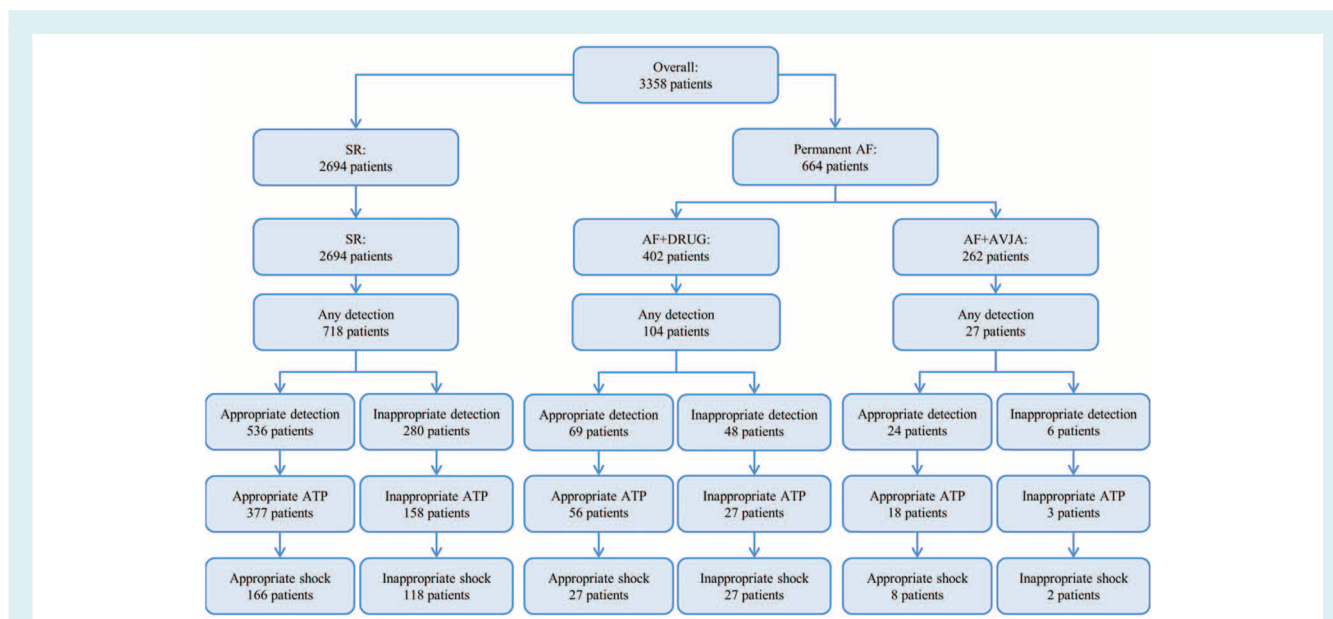 Overall:
3358 patients
SR:
2694 patients
Permanent AF:
664 patients
SR:
2694 patients
AF+DRUG:
402 patients
AF+AVJA:
262 patients
Any detection
718 patients
Any detection
104 patients
Any detection
27 patients
Appropriate detection
536 patients
Inappropriate detection
280 patients
Appropriate detection
69 patients
Inappropriate detection
48 patients
Appropriate detection
24 patients
Inappropriate detection
6 patients
Appropriate ATP
377 patients
Inappropriate ATP
158 patients
Appropriate ATP
56 patients
Inappropriate ATP
27 patients
Appropriate ATP
18 patients
Inappropriate ATP
3 patients
Appropriate shock
166 patients
Inappropriate shock
118 patients
Appropriate shock
27 patients
Inappropriate shock
27 patients
Appropriate shock
8 patients
Inappropriate shock
2 patients